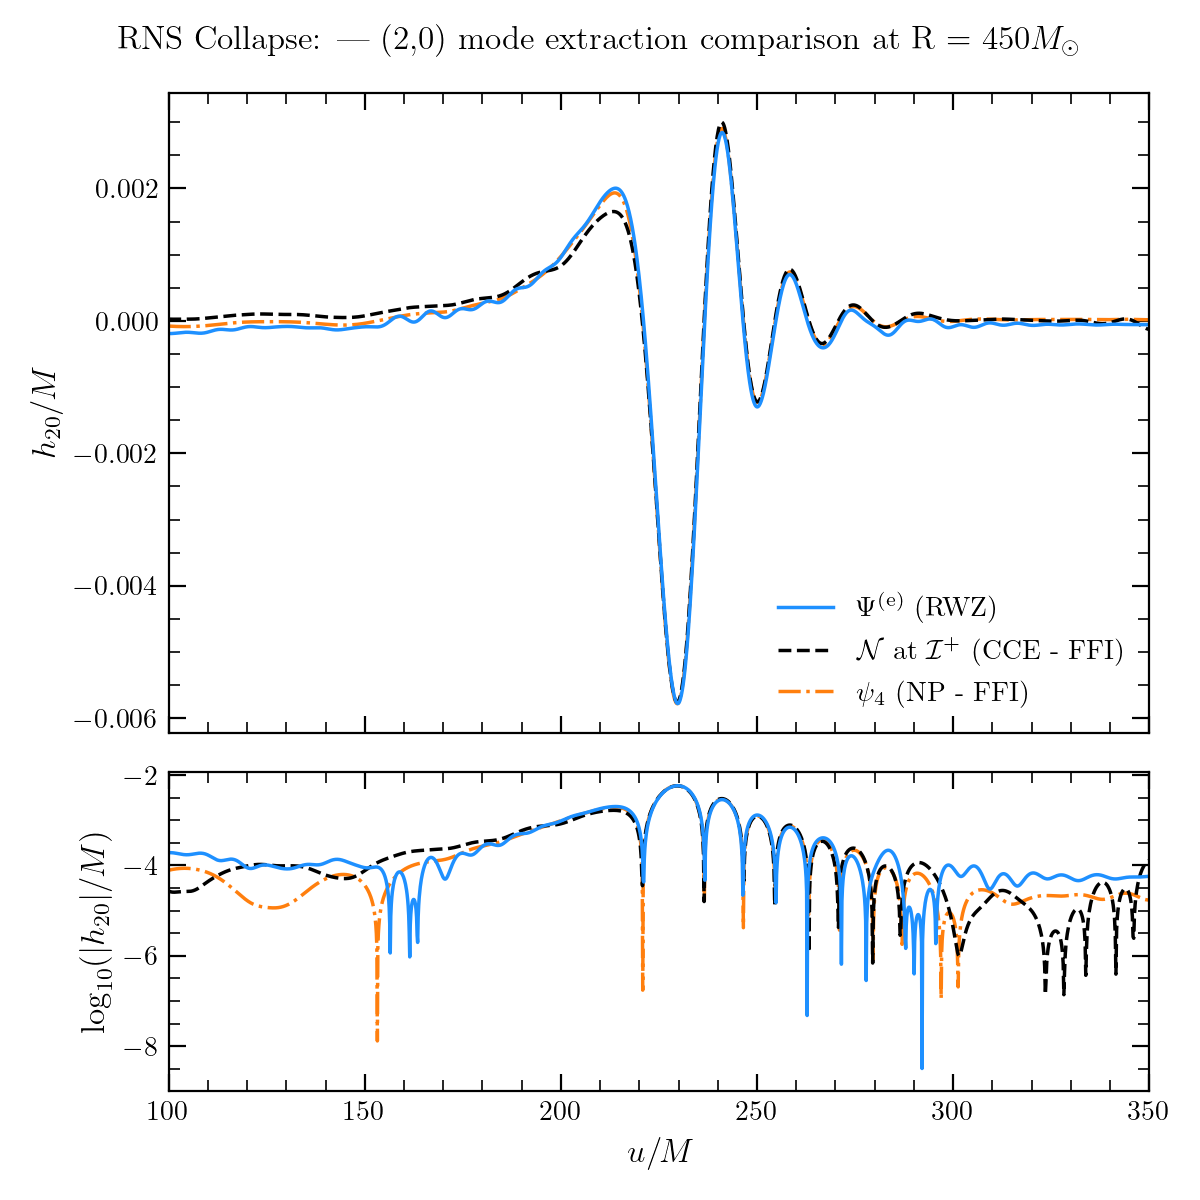 RNS Collapse: — (2,0) mode extraction comparison at R = 450M⊙
0.002
0.000
−0.002
−0.004
−0.006
h₂₀/M
Ψ⁽ᵉ⁾ (RWZ)
𝒩 at ℐ⁺ (CCE - FFI)
ψ₄ (NP - FFI)
−2
−4
−6
−8
log₁₀(|h₂₀|/M)
100 150 200 250 300 350
u/M